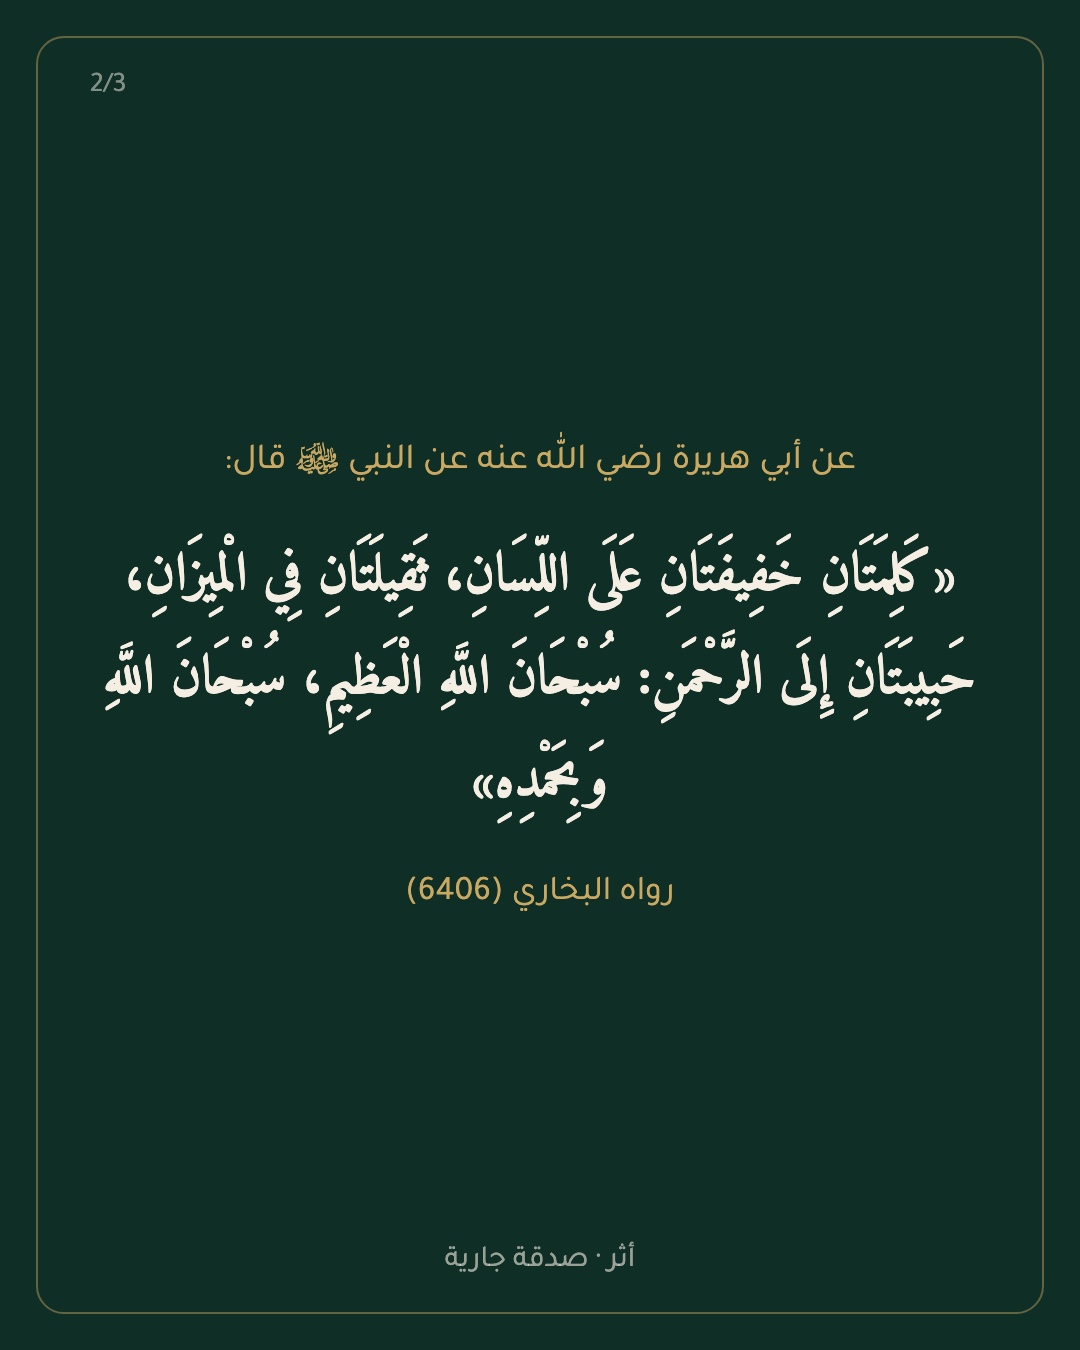 2/3
عن أبي هريرة رضي الله عنه عن النبي ﷺ قال:
«كَلِمَتَانِ خَفِيفَتَانِ عَلَى اللِّسَانِ، ثَقِيلَتَانِ فِي الْمِيزَانِ،
حَبِيبَتَانِ إِلَى الرَّحْمَنِ: سُبْحَانَ اللَّهِ الْعَظِيمِ، سُبْحَانَ اللَّهِ
وَبِحَمْدِهِ»
رواه البخاري (6406)
أثر · صدقة جارية